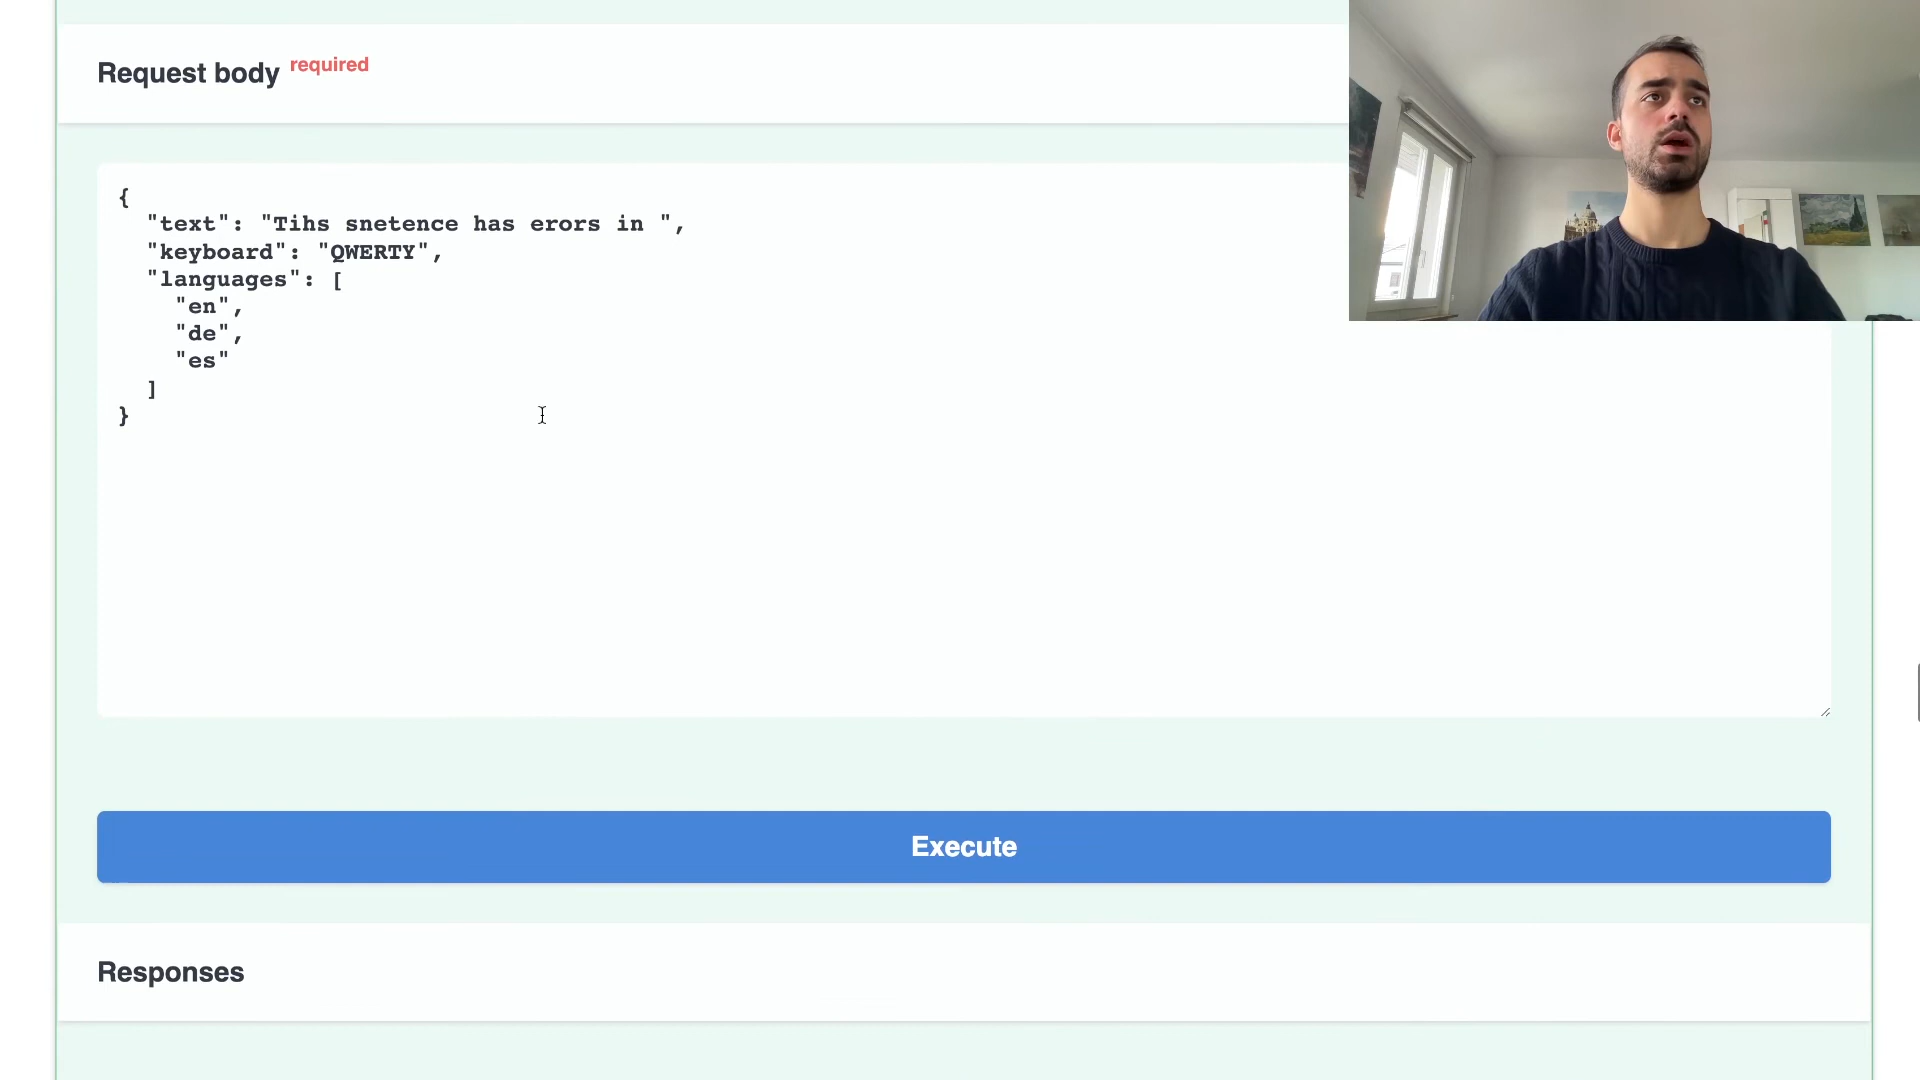 Request body required
{
"text": "Tihs snetence has erors in ",
"keyboard": "QWERTY",
"languages": [
"en",
"de",
"es"
]
}
Execute
Responses